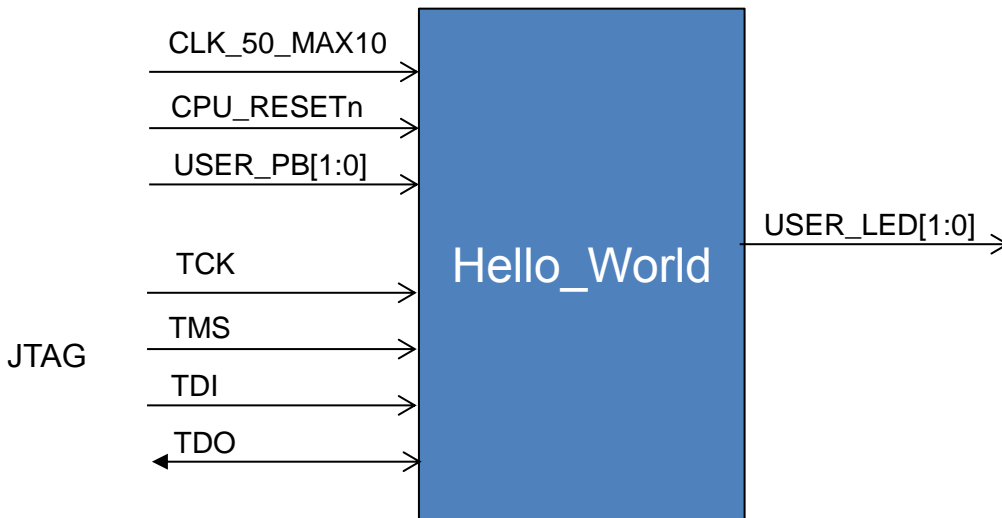 CLK_50_MAX10
CPU_RESETn
USER_PB[1:0]
USER_LED[1:0]
Hello_World
TCK
TMS
JTAG
TDI
TDO